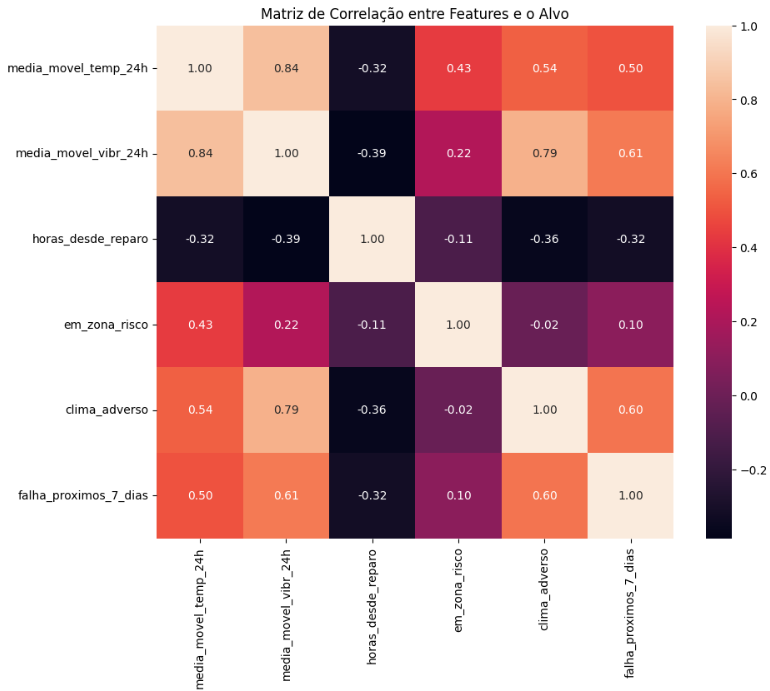 Matriz de Correlação entre Features e o Alvo
media_movel_temp_24h 1.00 0.84 -0.32 0.43 0.54 0.50
media_movel_vibr_24h 0.84 1.00 -0.39 0.22 0.79 0.61
horas_desde_reparo -0.32 -0.39 1.00 -0.11 -0.36 -0.32
em_zona_risco 0.43 0.22 -0.11 1.00 -0.02 0.10
clima_adverso 0.54 0.79 -0.36 -0.02 1.00 0.60
falha_proximos_7_dias 0.50 0.61 -0.32 0.10 0.60 1.00
media_movel_temp_24h
media_movel_vibr_24h
horas_desde_reparo
em_zona_risco
clima_adverso
falha_proximos_7_dias
1.0
0.8
0.6
0.4
0.2
0.0
−0.2